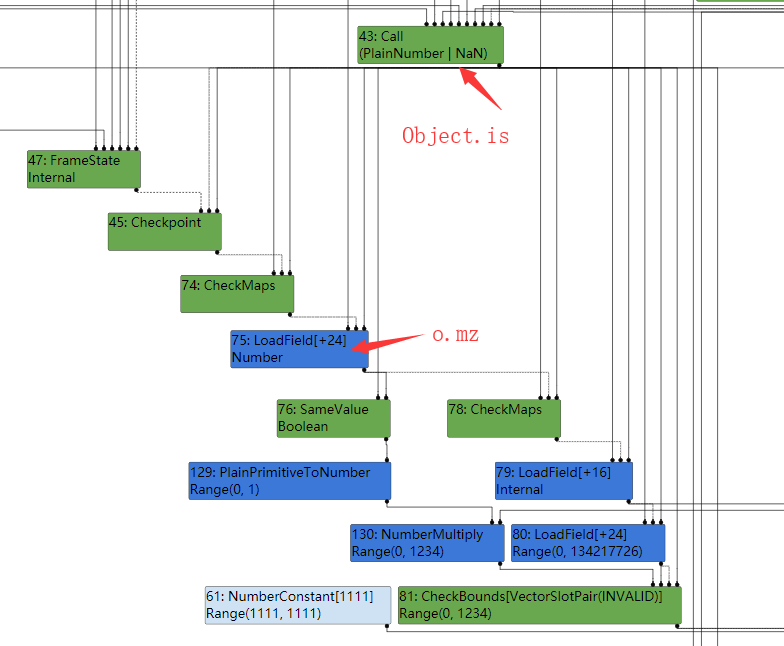 43: Call
(PlainNumber | NaN)
Object.is
47: FrameState
Internal
45: Checkpoint
74: CheckMaps
75: LoadField[+24]
Number
o.mz
76: SameValue
Boolean
78: CheckMaps
129: PlainPrimitiveToNumber
Range(0, 1)
79: LoadField[+16]
Internal
130: NumberMultiply
Range(0, 1234)
80: LoadField[+24]
Range(0, 134217726)
61: NumberConstant[1111]
Range(1111, 1111)
81: CheckBounds[VectorSlotPair(INVALID)]
Range(0, 1234)